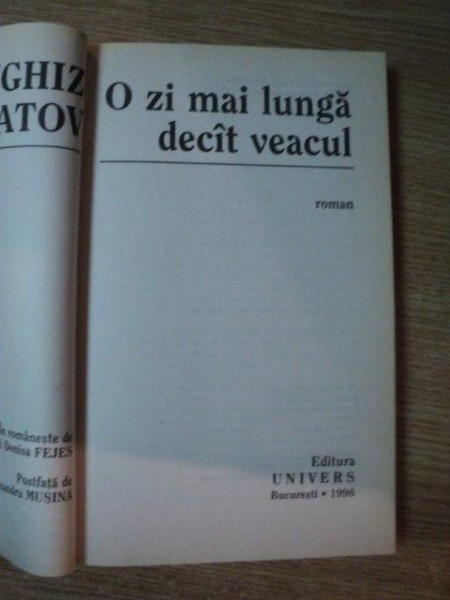 GHIZ
ATOV
românește de
Denisa FEJES
Postfață de
MUȘINA
O zi mai lungă
decît veacul
roman
Editura
UNIVERS
București • 1996